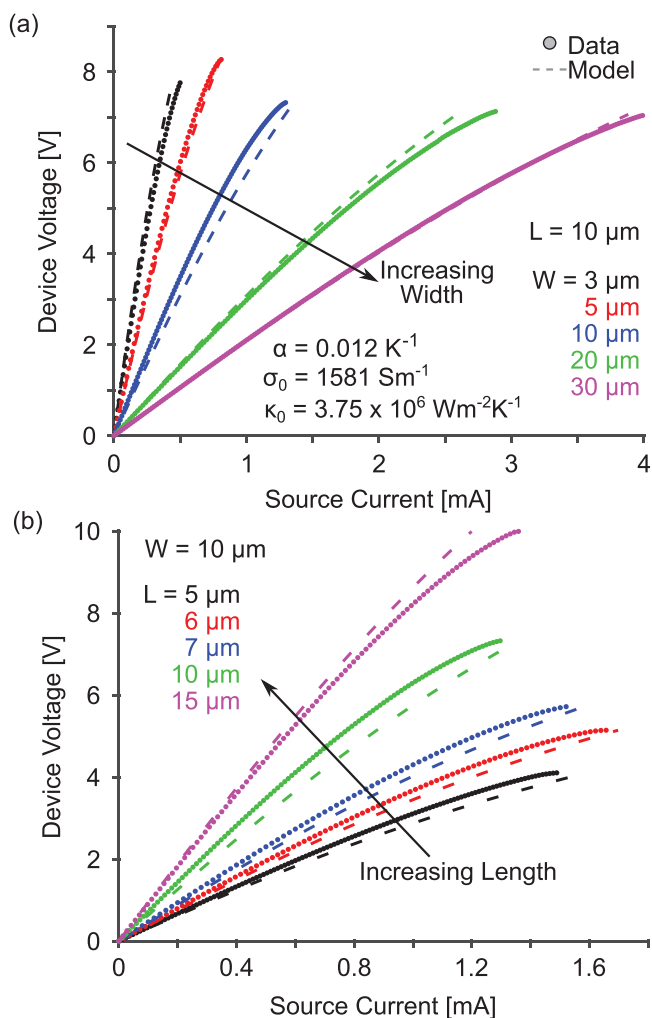 (a)
8
6
4
2
0
Device Voltage [V]
Data
Model
Increasing
Width
L = 10 μm
W = 3 μm
5 μm
10 μm
20 μm
30 μm
α = 0.012 K⁻¹
σ₀ = 1581 Sm⁻¹
κ₀ = 3.75 x 10⁶ Wm⁻²K⁻¹
0 1 2 3 4
Source Current [mA]
(b)
10
8
6
4
2
0
Device Voltage [V]
W = 10 μm
L = 5 μm
6 μm
7 μm
10 μm
15 μm
Increasing Length
0 0.4 0.8 1.2 1.6
Source Current [mA]